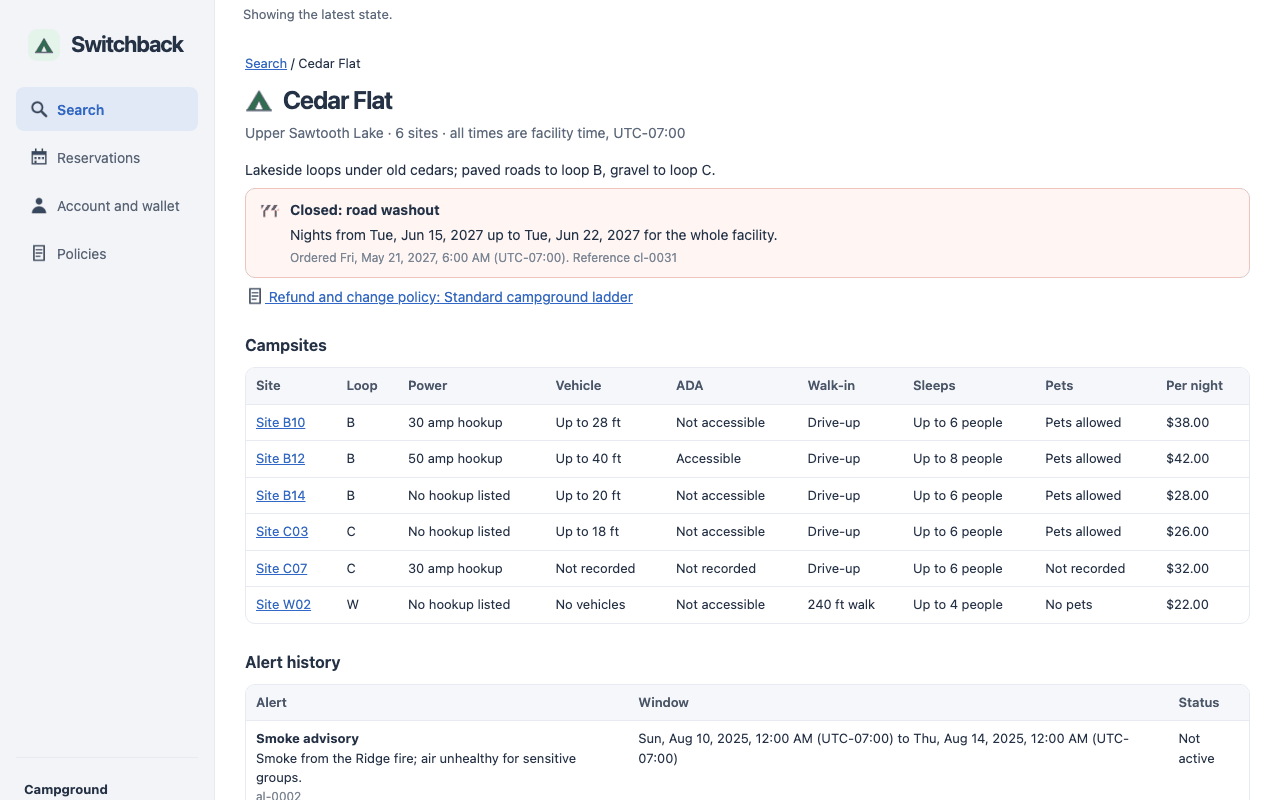 Switchback
Search
Reservations
Account and wallet
Policies
Campground
Showing the latest state.
Search / Cedar Flat
Cedar Flat
Upper Sawtooth Lake · 6 sites · all times are facility time, UTC-07:00
Lakeside loops under old cedars; paved roads to loop B, gravel to loop C.
Closed: road washout
Nights from Tue, Jun 15, 2027 up to Tue, Jun 22, 2027 for the whole facility.
Ordered Fri, May 21, 2027, 6:00 AM (UTC-07:00). Reference cl-0031
Refund and change policy: Standard campground ladder
Campsites
Site Loop Power Vehicle ADA Walk-in Sleeps Pets Per night
Site B10 B 30 amp hookup Up to 28 ft Not accessible Drive-up Up to 6 people Pets allowed $38.00
Site B12 B 50 amp hookup Up to 40 ft Accessible Drive-up Up to 8 people Pets allowed $42.00
Site B14 B No hookup listed Up to 20 ft Not accessible Drive-up Up to 6 people Pets allowed $28.00
Site C03 C No hookup listed Up to 18 ft Not accessible Drive-up Up to 6 people Pets allowed $26.00
Site C07 C 30 amp hookup Not recorded Not recorded Drive-up Up to 6 people Not recorded $32.00
Site W02 W No hookup listed No vehicles Not accessible 240 ft walk Up to 4 people No pets $22.00
Alert history
Alert Window Status
Smoke advisory Sun, Aug 10, 2025, 12:00 AM (UTC-07:00) to Thu, Aug 14, 2025, 12:00 AM (UTC- Not
Smoke from the Ridge fire; air unhealthy for sensitive 07:00) active
groups.
al-0002